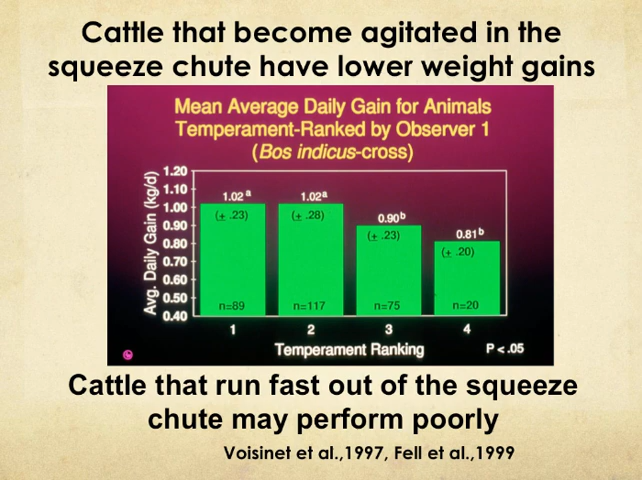 Cattle that become agitated in the
squeeze chute have lower weight gains
Mean Average Daily Gain for Animals
Temperament-Ranked by Observer 1
(Bos indicus-cross)
Avg. Daily Gain (kg/d)
1.20
1.10
1.00
0.90
0.80
0.70
0.60
0.50
0.40
1.02 a
(± .23)
n=89
1.02a
(± .28)
n=117
0.90b
(± .23)
n=75
0.81b
(± .20)
n=20
1 2 3 4
Temperament Ranking
P < .05
Cattle that run fast out of the squeeze
chute may perform poorly
Voisinet et al.,1997, Fell et al.,1999